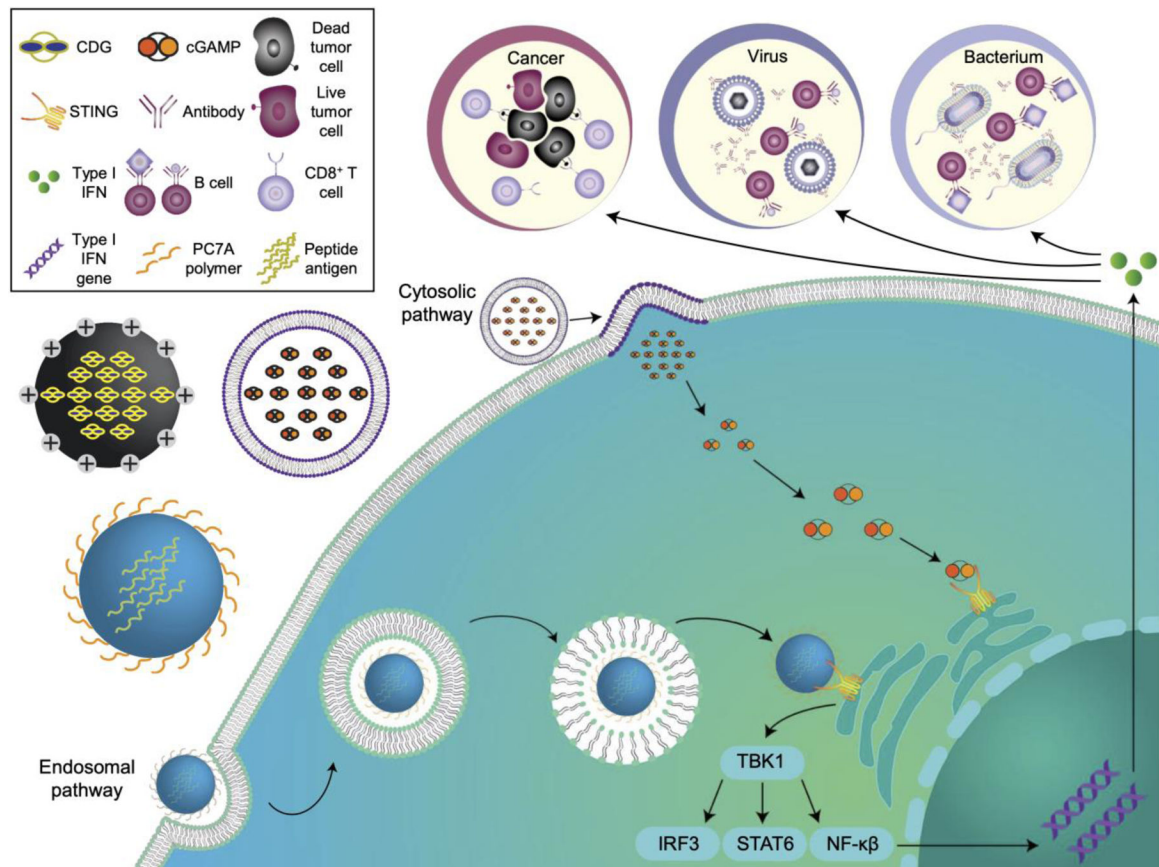 CDG
cGAMP
Dead
tumor
cell
STING
Antibody
Live
tumor
cell
Type I
IFN
B cell
CD8⁺ T
cell
Type I
IFN
gene
PC7A
polymer
Peptide
antigen
Cancer
Virus
Bacterium
Cytosolic
pathway
+
+
+
+
+
+
+
+
+
+
Endosomal
pathway
TBK1
IRF3
STAT6
NF-κβ